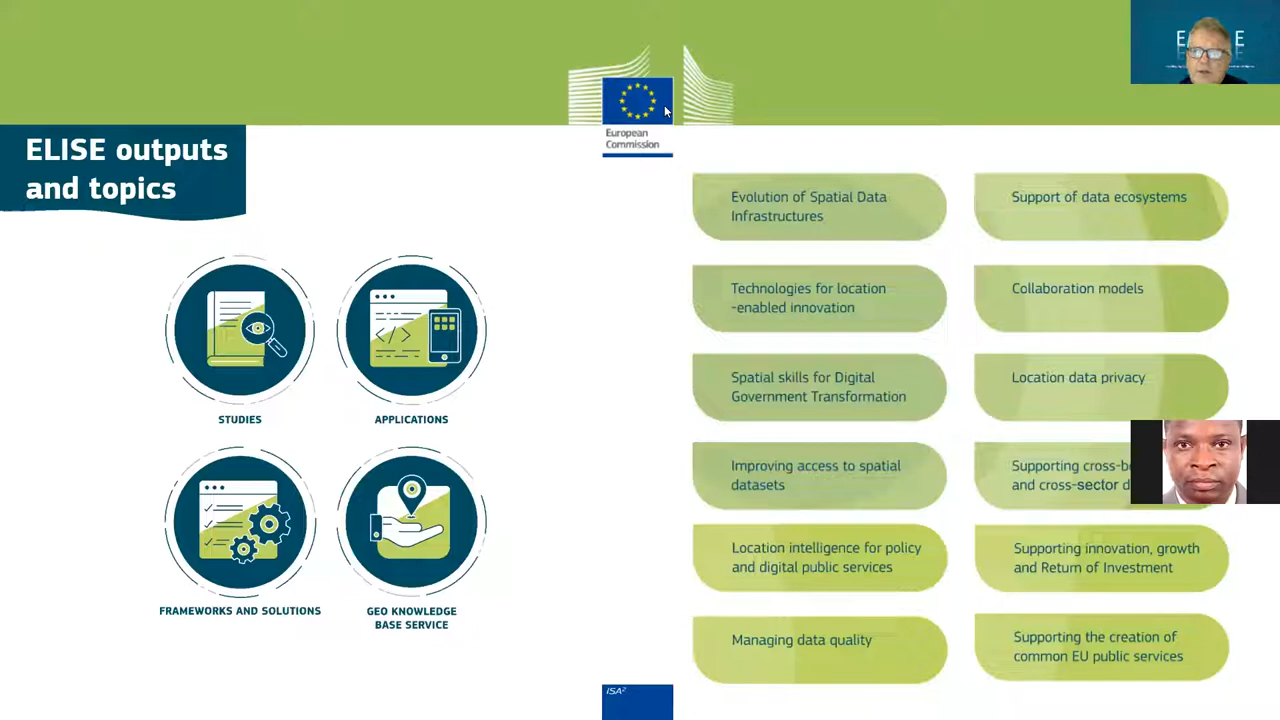 European
Commission
ELISE outputs
and topics
STUDIES
APPLICATIONS
FRAMEWORKS AND SOLUTIONS
GEO KNOWLEDGE
BASE SERVICE
Evolution of Spatial Data
Infrastructures
Support of data ecosystems
Technologies for location
-enabled innovation
Collaboration models
Spatial skills for Digital
Government Transformation
Location data privacy
Improving access to spatial
datasets
Supporting
and cross-sector
Location intelligence for policy
and digital public services
Supporting innovation, growth
and Return of Investment
Managing data quality
Supporting the creation of
common EU public services
ISA²